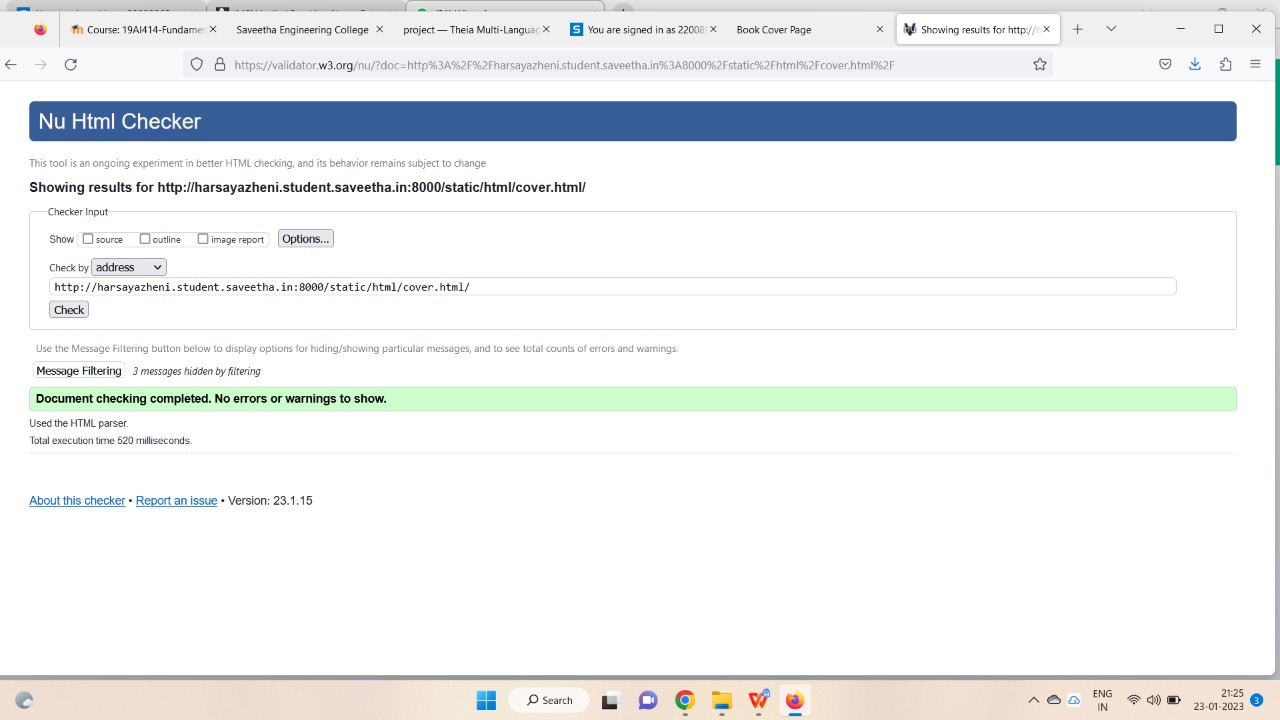 Course: 19AI414-Fundame
Saveetha Engineering College
project — Theia Multi-Langua
You are signed in as 22008
Book Cover Page
Showing results for http://h
https://validator.w3.org/nu/?doc=http%3A%2F%2Fharsayazheni.student.saveetha.in%3A8000%2Fstatic%2Fhtml%2Fcover.html%2F
Nu Html Checker
This tool is an ongoing experiment in better HTML checking, and its behavior remains subject to change
Showing results for http://harsayazheni.student.saveetha.in:8000/static/html/cover.html/
Checker Input
Show source outline image report Options...
Check by address
http://harsayazheni.student.saveetha.in:8000/static/html/cover.html/
Check
Use the Message Filtering button below to display options for hiding/showing particular messages, and to see total counts of errors and warnings.
Message Filtering 3 messages hidden by filtering
Document checking completed. No errors or warnings to show.
Used the HTML parser.
Total execution time 520 milliseconds.
About this checker • Report an issue • Version: 23.1.15
Search
ENG
IN
21:25
23-01-2023
3